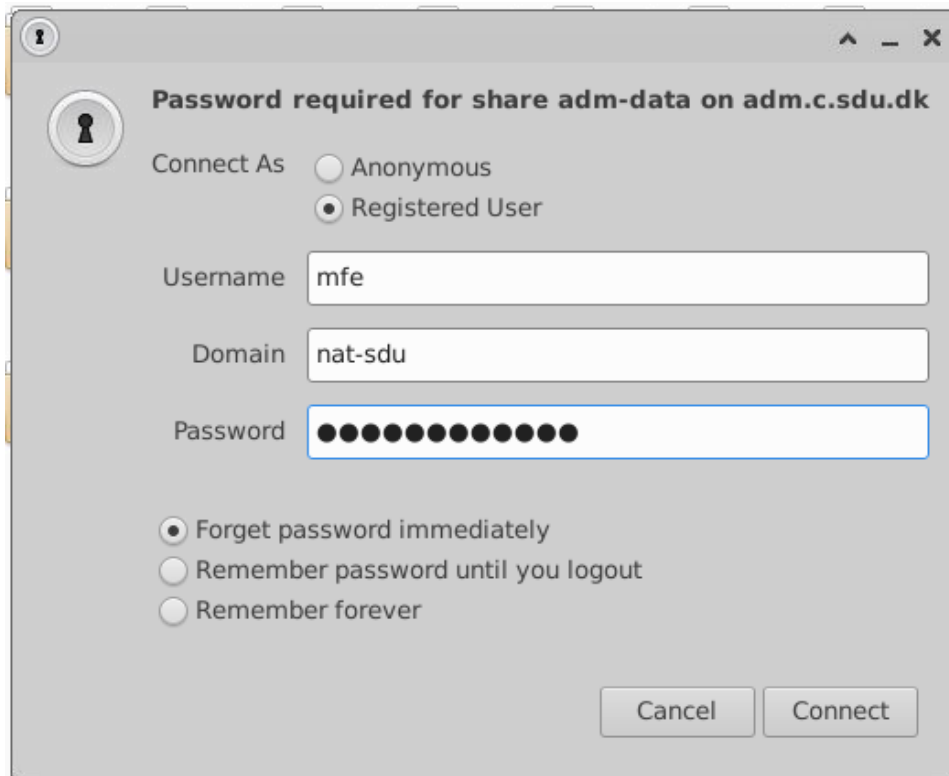 Password required for share adm-data on adm.c.sdu.dk
Connect As
Anonymous
Registered User
Username mfe
Domain nat-sdu
Password ●●●●●●●●●●●●
Forget password immediately
Remember password until you logout
Remember forever
Cancel Connect